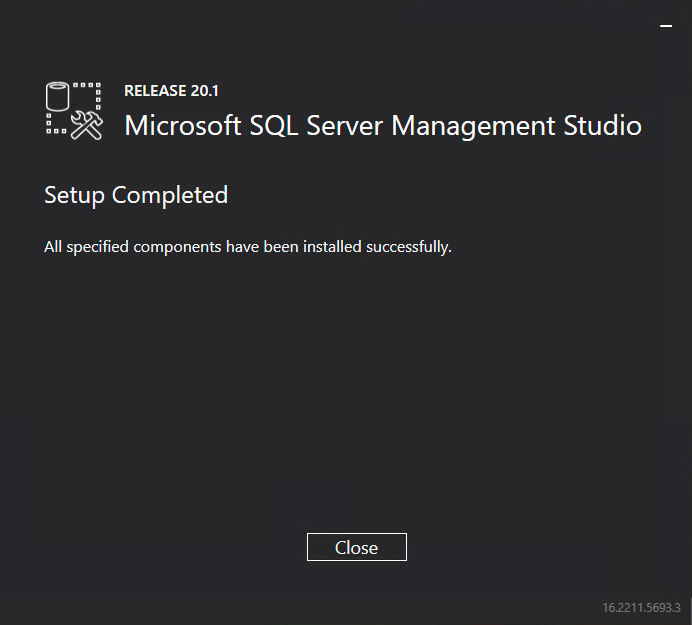 RELEASE 20.1
Microsoft SQL Server Management Studio
Setup Completed
All specified components have been installed successfully.
Close
16.2211.5693.3